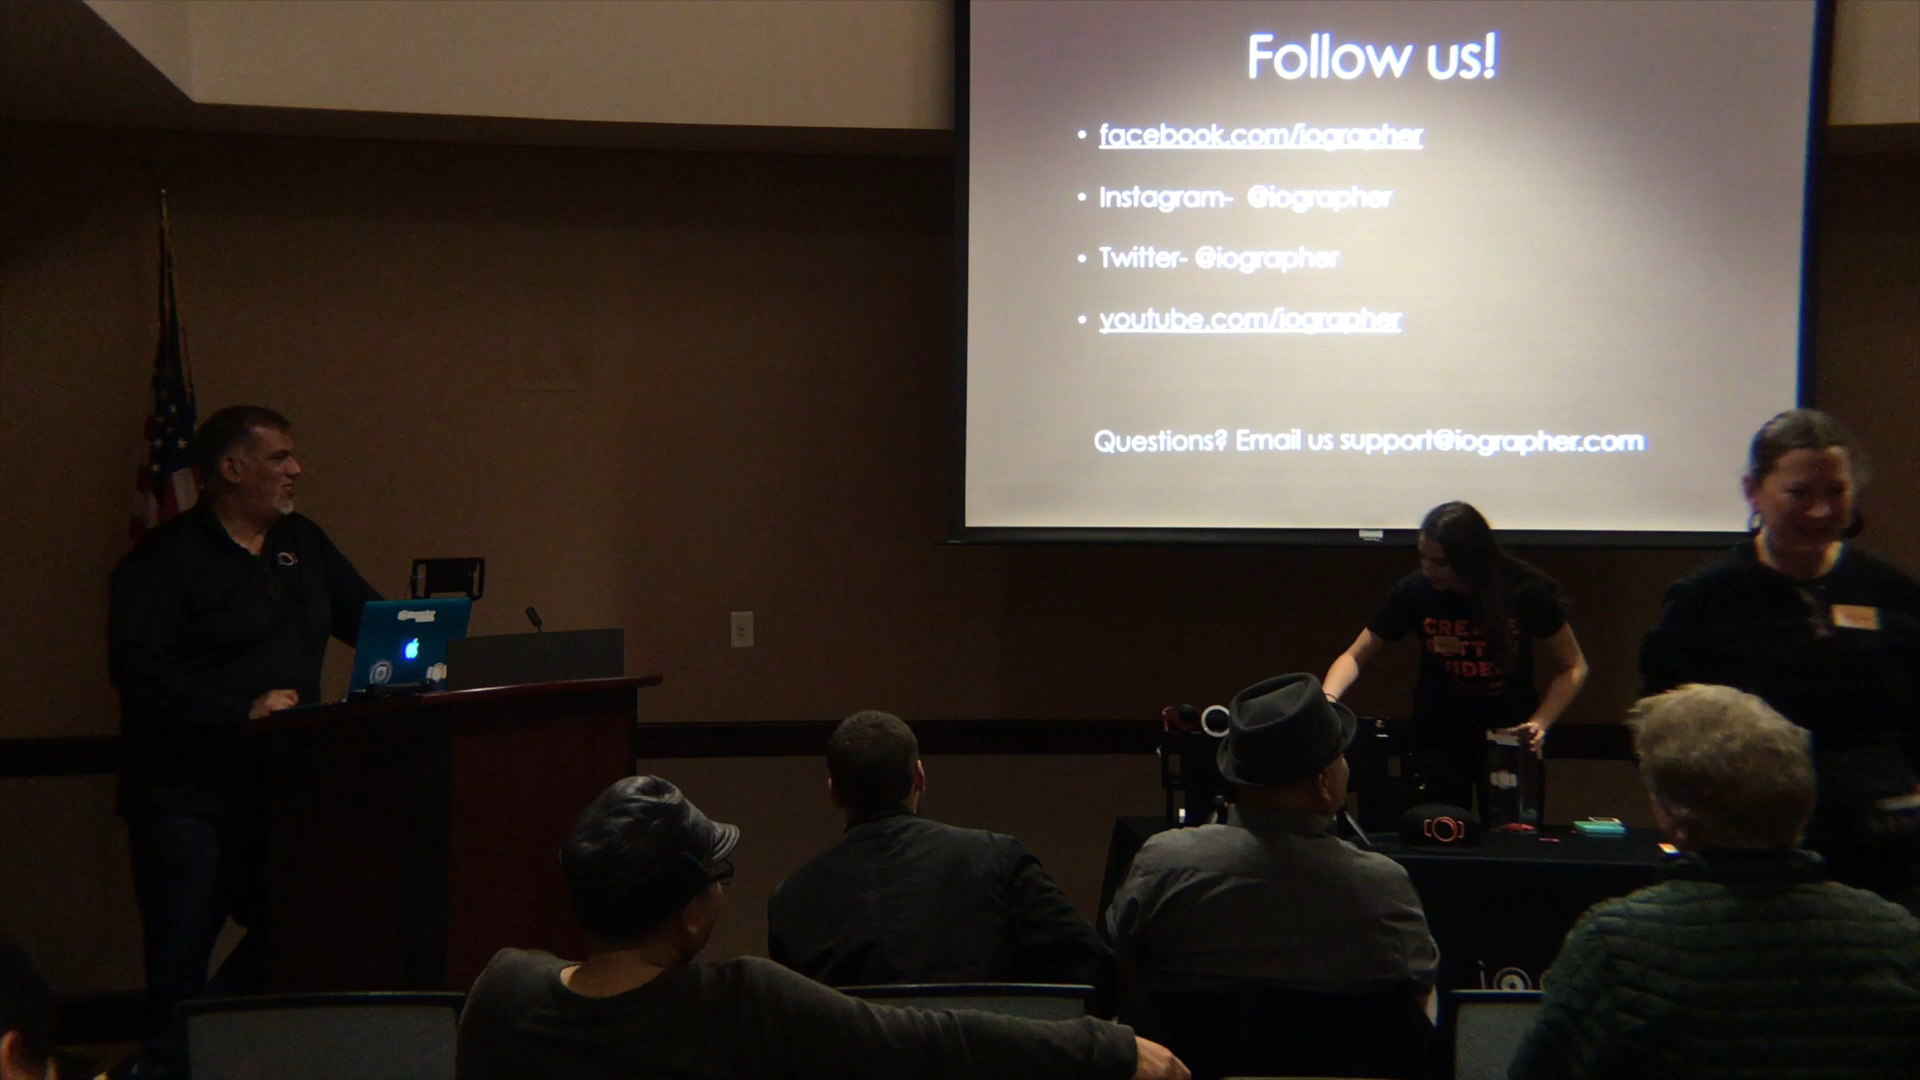 Follow us!
• facebook.com/iographer
• Instagram- @iographer
• Twitter- @iographer
• youtube.com/iographer
Questions? Email us support@iographer.com